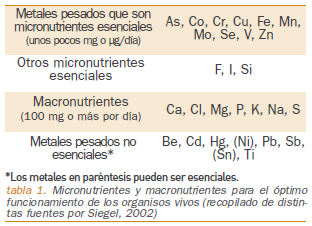 Metales pesados que son
micronutrientes esenciales
(unos pocos mg o µg/día)
As, Co, Cr, Cu, Fe, Mn,
Mo, Se, V, Zn
Otros micronutrientes
esenciales
F, I, Si
Macronutrientes
(100 mg o más por día)
Ca, Cl, Mg, P, K, Na, S
Metales pesados no
esenciales*
Be, Cd, Hg, (Ni), Pb, Sb,
(Sn), Ti
*Los metales en paréntesis pueden ser esenciales.
tabla 1. Micronutrientes y macronutrientes para el óptimo
funcionamiento de los organisos vivos (recopilado de distin-
tas fuentes por Siegel, 2002)